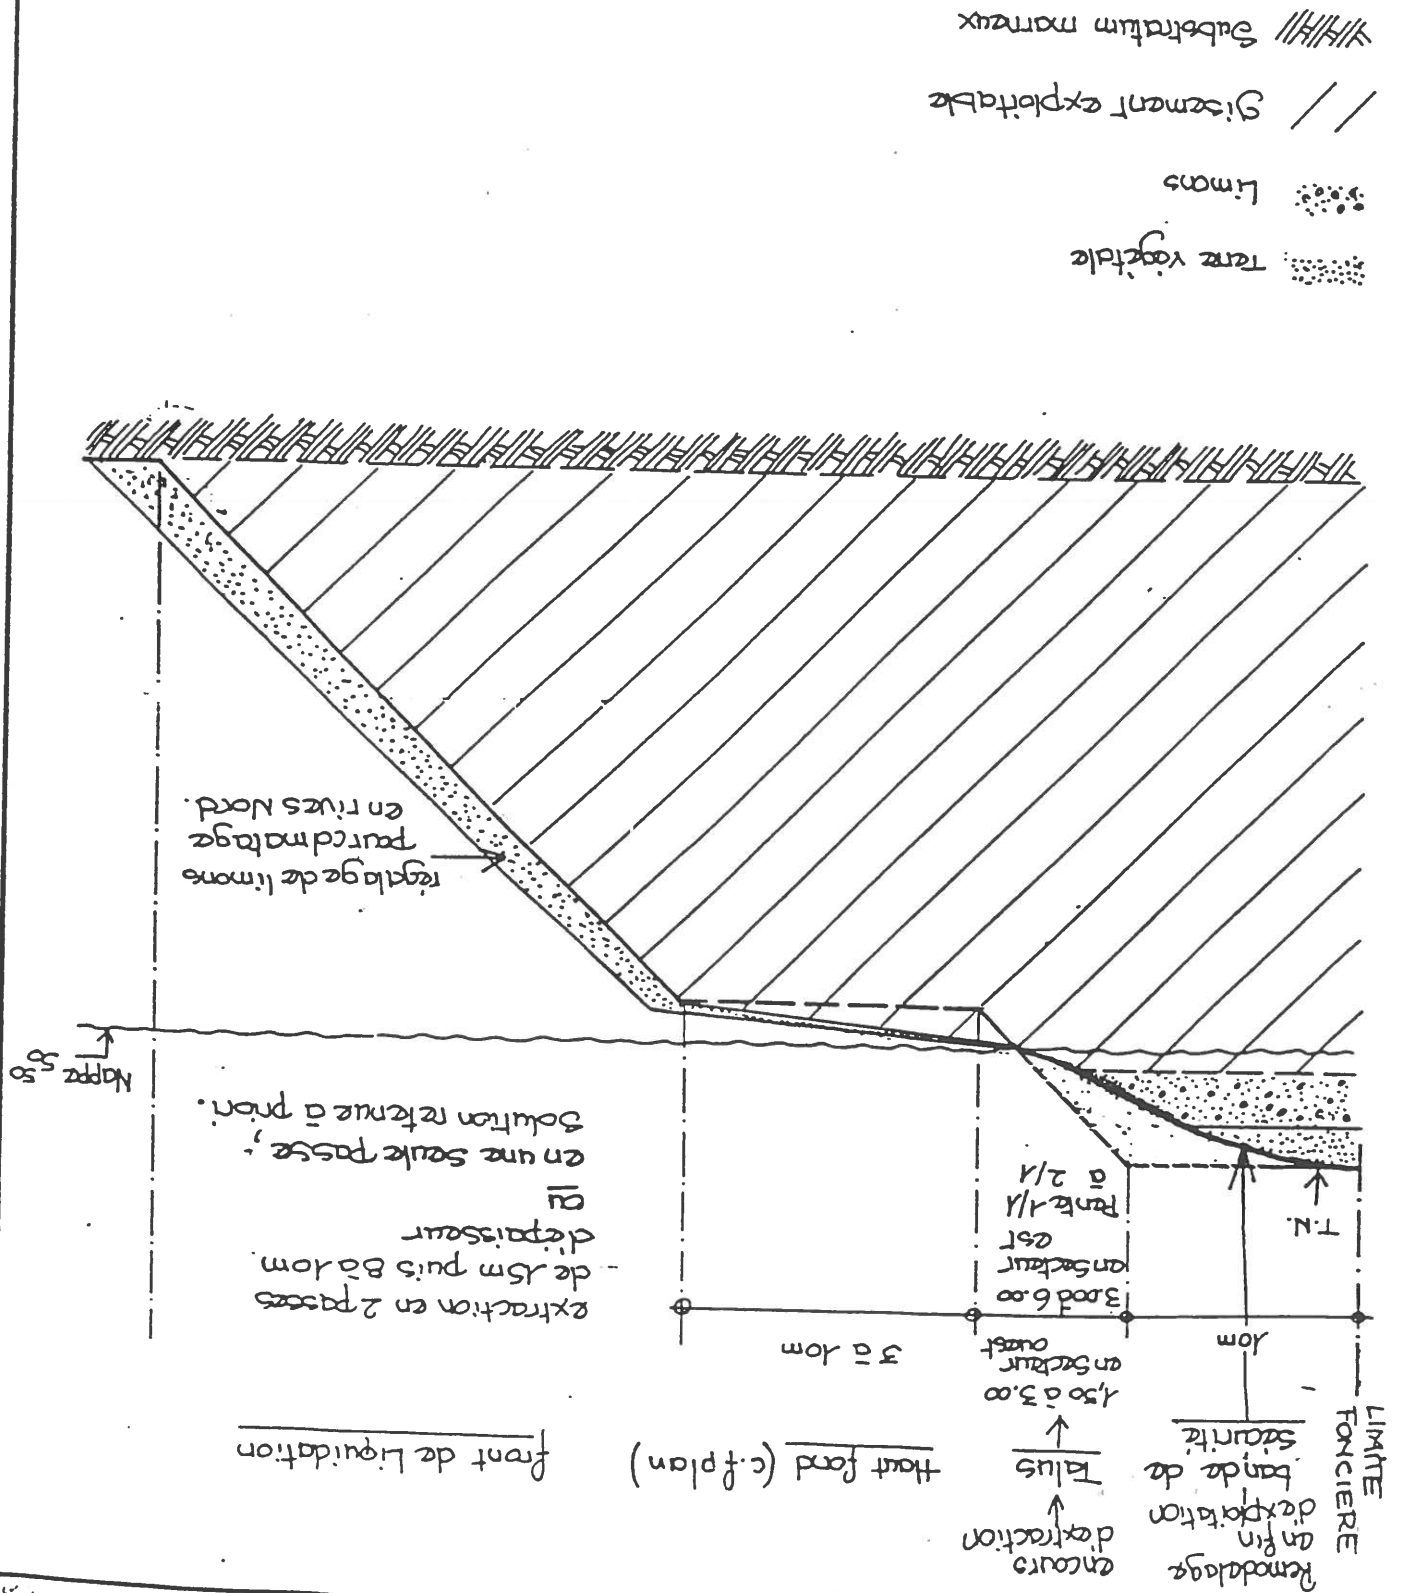 LIMITE
FONCIERE
Remodelage
en fin
d'exploitation
bande de
sécurité
encours
d'extraction
Talus
Haut fond (c.f plan)
front de Liquidation
10m
1,50 à 3.00
en secteur
ouest
3 à 10m
3.00 à 6.00
en secteur
est
Pente 1/1
à 2/1
extraction en 2 passes
de 15m puis 8 à 10m
d'épaisseur
ou
en une seule passe,
Solution retenue à priori.
T.N.
Nappe 50
50
régalage de limons
pour colmatage
en rives Nord.
Terre végétale
Limons
gisement exploitable
Substratum marneux